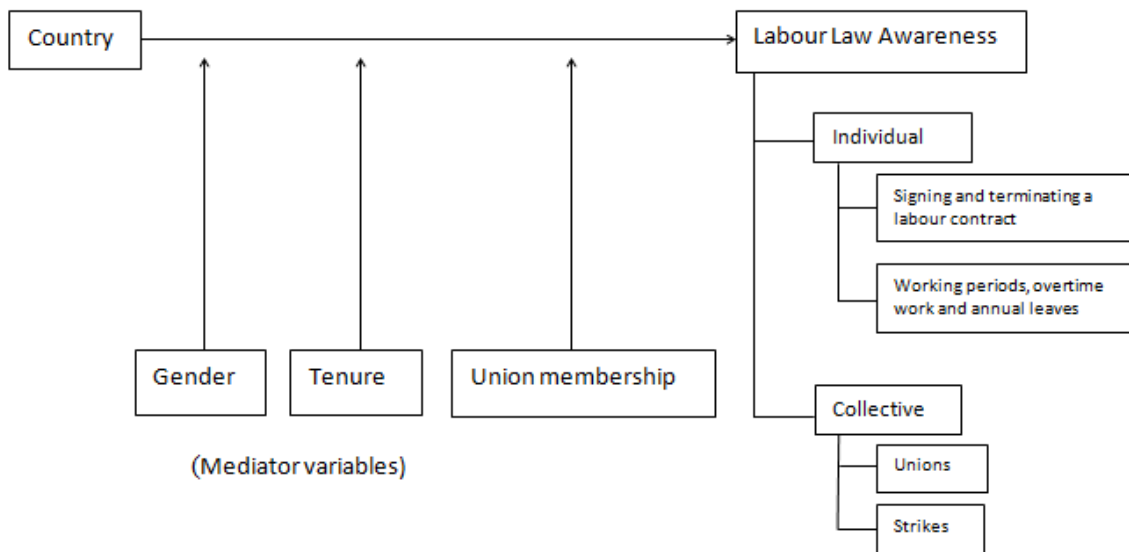 Country
Labour Law Awareness
Individual
Signing and terminating a
labour contract
Working periods, overtime
work and annual leaves
Gender
Tenure
Union membership
(Mediator variables)
Collective
Unions
Strikes